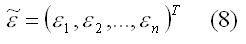 ε̃ = (ε₁, ε₂, ..., εₙ)ᵀ (8)